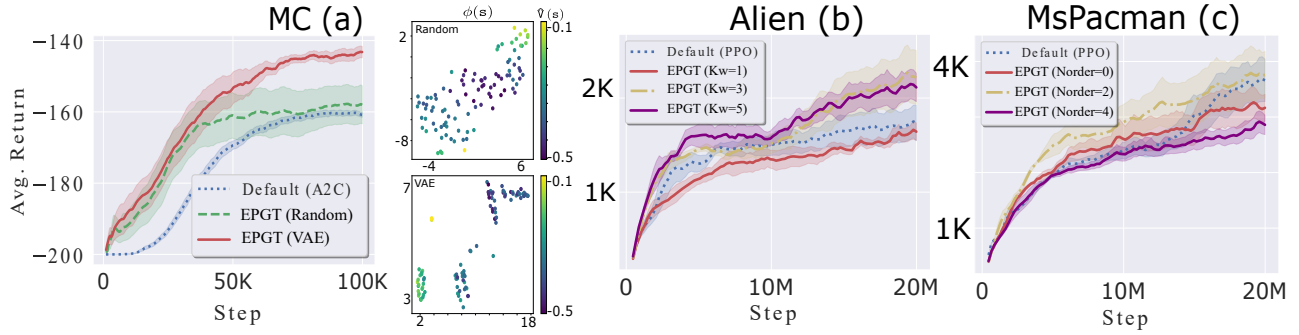 MC (a)
Avg. Return
−140
−160
−180
−200
0
50K
100K
Step
Default (A2C)
EPGT (Random)
EPGT (VAE)
ϕ(s)
v̂(s)
Random
2
-8
-4
6
0.1
-0.5
VAE
7
3
2
18
0.1
-0.5
Alien (b)
2K
1K
Default (PPO)
EPGT (Kw=1)
EPGT (Kw=3)
EPGT (Kw=5)
0
10M
20M
Step
MsPacman (c)
4K
1K
Default (PPO)
EPGT (Norder=0)
EPGT (Norder=2)
EPGT (Norder=4)
0
10M
20M
Step